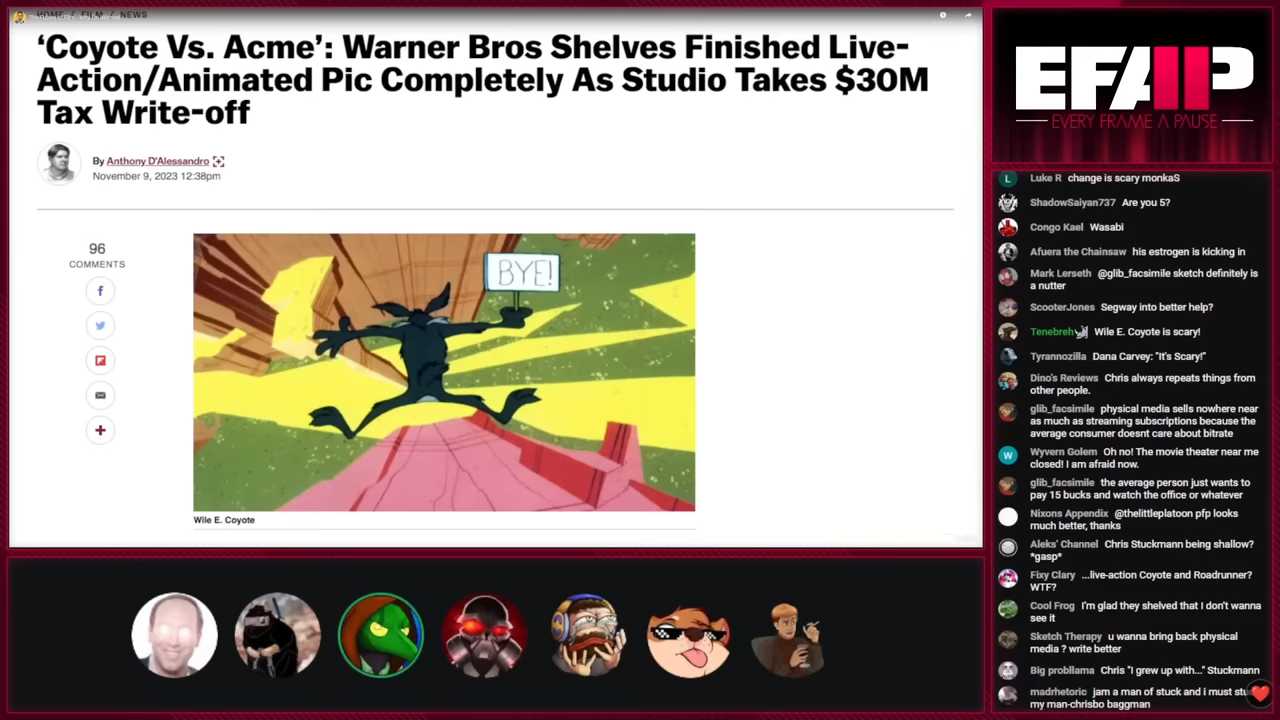 HOME / FILM / NEWS
‘Coyote Vs. Acme’: Warner Bros Shelves Finished Live-
Action/Animated Pic Completely As Studio Takes $30M
Tax Write-off
By Anthony D'Alessandro
November 9, 2023 12:38pm
96
COMMENTS
BYE!
Wile E. Coyote
EFAP
EVERY FRAME A PAUSE
L Luke R change is scary monkaS
ShadowSaiyan737 Are you 5?
Congo Kael Wasabi
Afuera the Chainsaw his estrogen is kicking in
Mark Lerseth @glib_facsimile sketch definitely is
a nutter
ScooterJones Segway into better help?
Tenebreh Wile E. Coyote is scary!
Tyrannozilla Dana Carvey: "It's Scary!"
Dino's Reviews Chris always repeats things from
other people.
glib_facsimile physical media sells nowhere near
as much as streaming subscriptions because the
average consumer doesnt care about bitrate
W Wyvern Golem Oh no! The movie theater near me
closed! I am afraid now.
glib_facsimile the average person just wants to
pay 15 bucks and watch the office or whatever
Nixons Appendix @thelittleplatoon pfp looks
much better, thanks
Aleks' Channel Chris Stuckmann being shallow?
*gasp*
Fixy Clary ...live-action Coyote and Roadrunner?
WTF?
Cool Frog I'm glad they shelved that I don't wanna
see it
Sketch Therapy u wanna bring back physical
media ? write better
Big probllama Chris "I grew up with..." Stuckmann
madrhetoric jam a man of stuck and i must
my man-chrisbo baggman